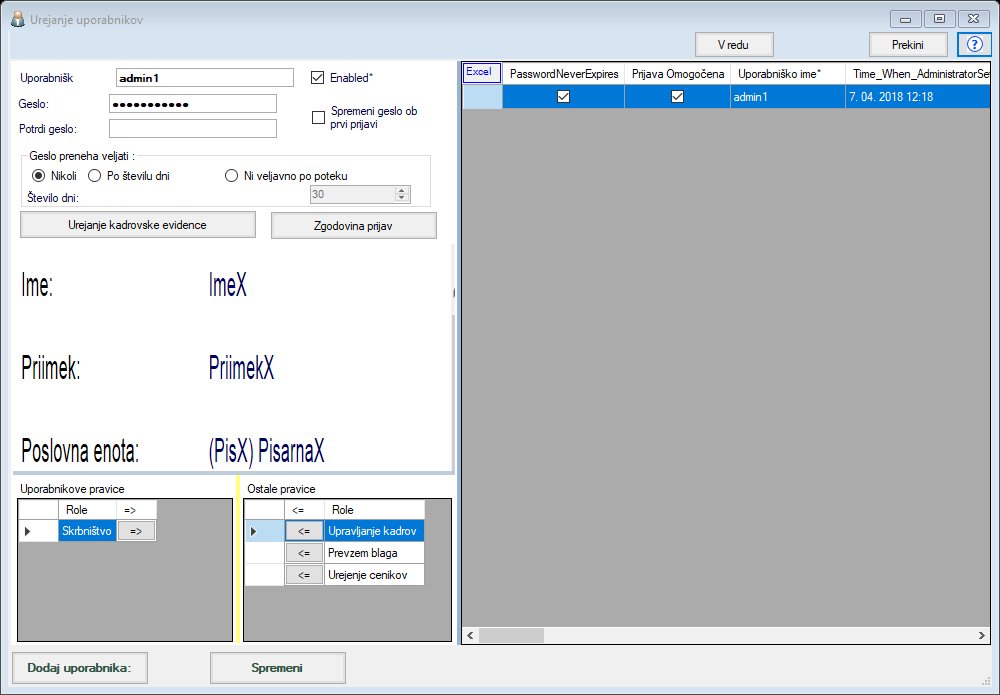 Urejanje uporabnikov
V redu
Prekini
?
Uporabnišk
admin1
Enabled*
Geslo:
●●●●●●●●●●●
Spremeni geslo ob
prvi prijavi
Potrdi geslo:
Geslo preneha veljati :
Nikoli
Po številu dni
Ni veljavno po poteku
Število dni:
30
Urejanje kadrovske evidence
Zgodovina prijav
Ime:
ImeX
Priimek:
PriimekX
Poslovna enota:
(PisX) PisarnaX
Uporabnikove pravice
Role
=>
Skrbništvo
=>
Ostale pravice
<=
Role
<=
Upravljanje kadrov
<=
Prevzem blaga
<=
Urejenje cenikov
Dodaj uporabnika:
Spremeni
Excel
PasswordNeverExpires
Prijava Omogočena
Uporabniško ime*
Time_When_AdministratorSe
admin1
7. 04. 2018 12:18